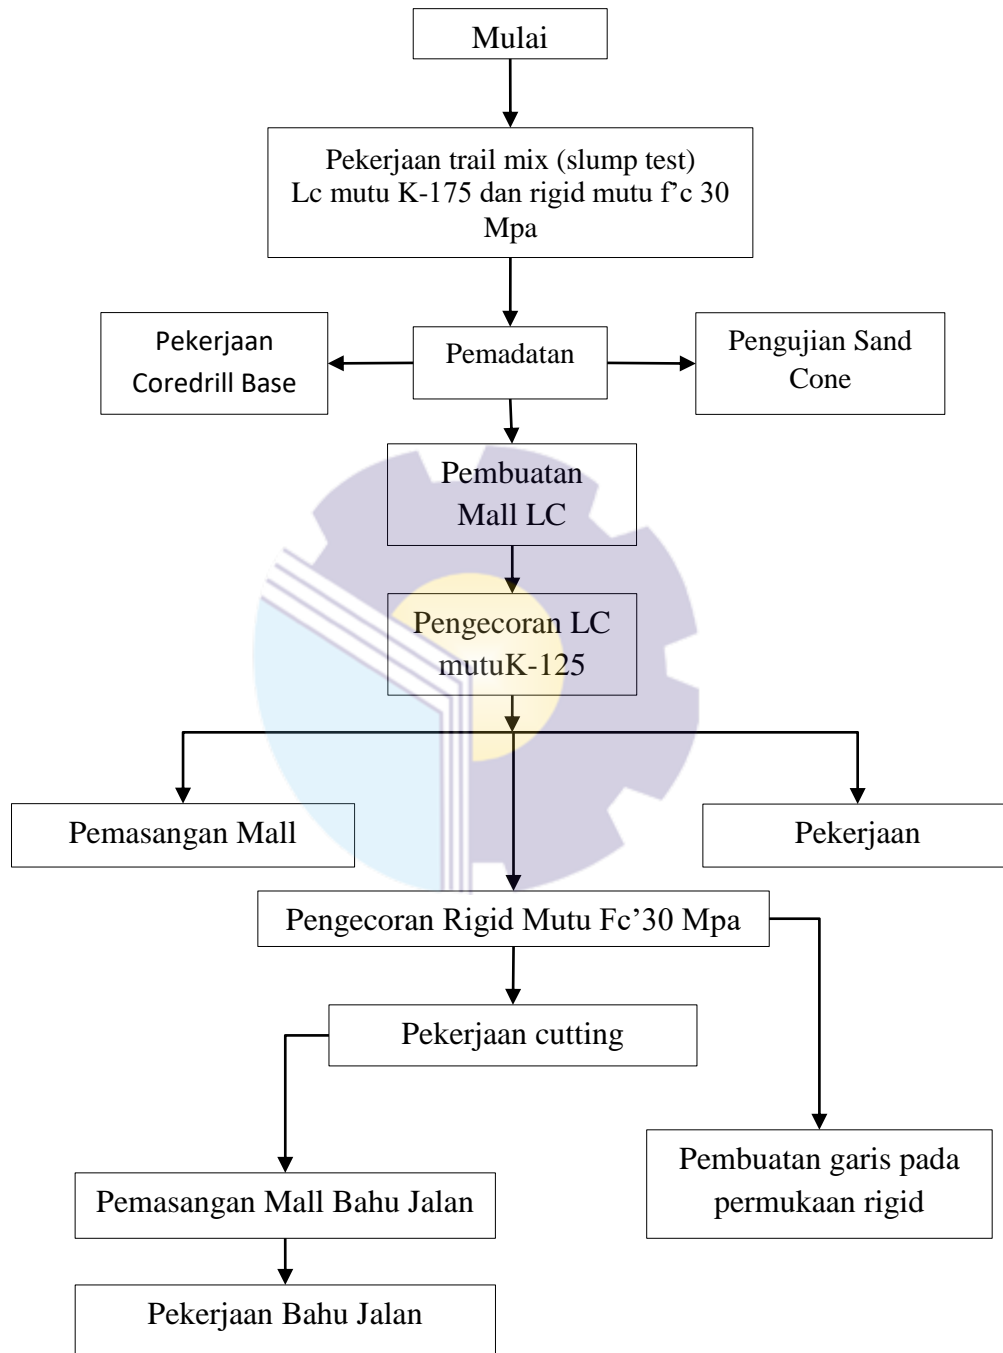 Mulai
Pekerjaan trail mix (slump test)
Lc mutu K-175 dan rigid mutu f’c 30
Mpa
Pekerjaan
Coredrill Base
Pemadatan
Pengujian Sand
Cone
Pembuatan
Mall LC
Pengecoran LC
mutuK-125
Pemasangan Mall
Pekerjaan
Pengecoran Rigid Mutu Fc’30 Mpa
Pekerjaan cutting
Pembuatan garis pada
permukaan rigid
Pemasangan Mall Bahu Jalan
Pekerjaan Bahu Jalan